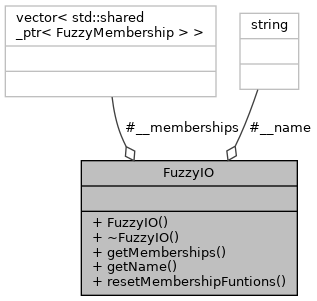 vector< std::shared
_ptr< FuzzyMembership > >
string
#__memberships
#__name
FuzzyIO
+ FuzzyIO()
+ ~FuzzyIO()
+ getMemberships()
+ getName()
+ resetMembershipFuntions()